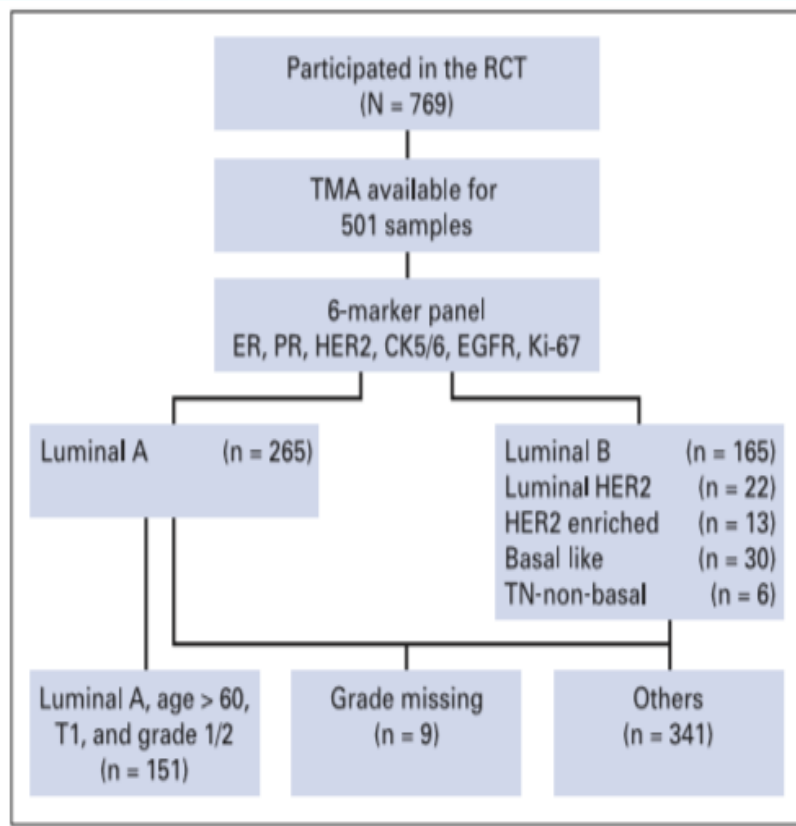 Participated in the RCT
(N = 769)
TMA available for
501 samples
6-marker panel
ER, PR, HER2, CK5/6, EGFR, Ki-67
Luminal A (n = 265)
Luminal B (n = 165)
Luminal HER2 (n = 22)
HER2 enriched (n = 13)
Basal like (n = 30)
TN-non-basal (n = 6)
Luminal A, age > 60,
T1, and grade 1/2
(n = 151)
Grade missing
(n = 9)
Others
(n = 341)